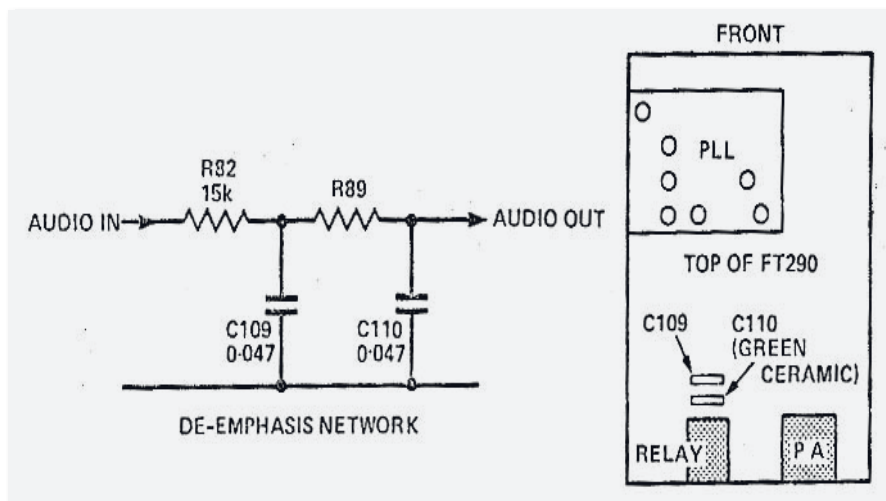 R82
15k
R89
AUDIO IN
AUDIO OUT
C109
0·047
C110
0·047
DE-EMPHASIS NETWORK
FRONT
PLL
TOP OF FT290
C109
C110
(GREEN
CERAMIC)
RELAY
PA